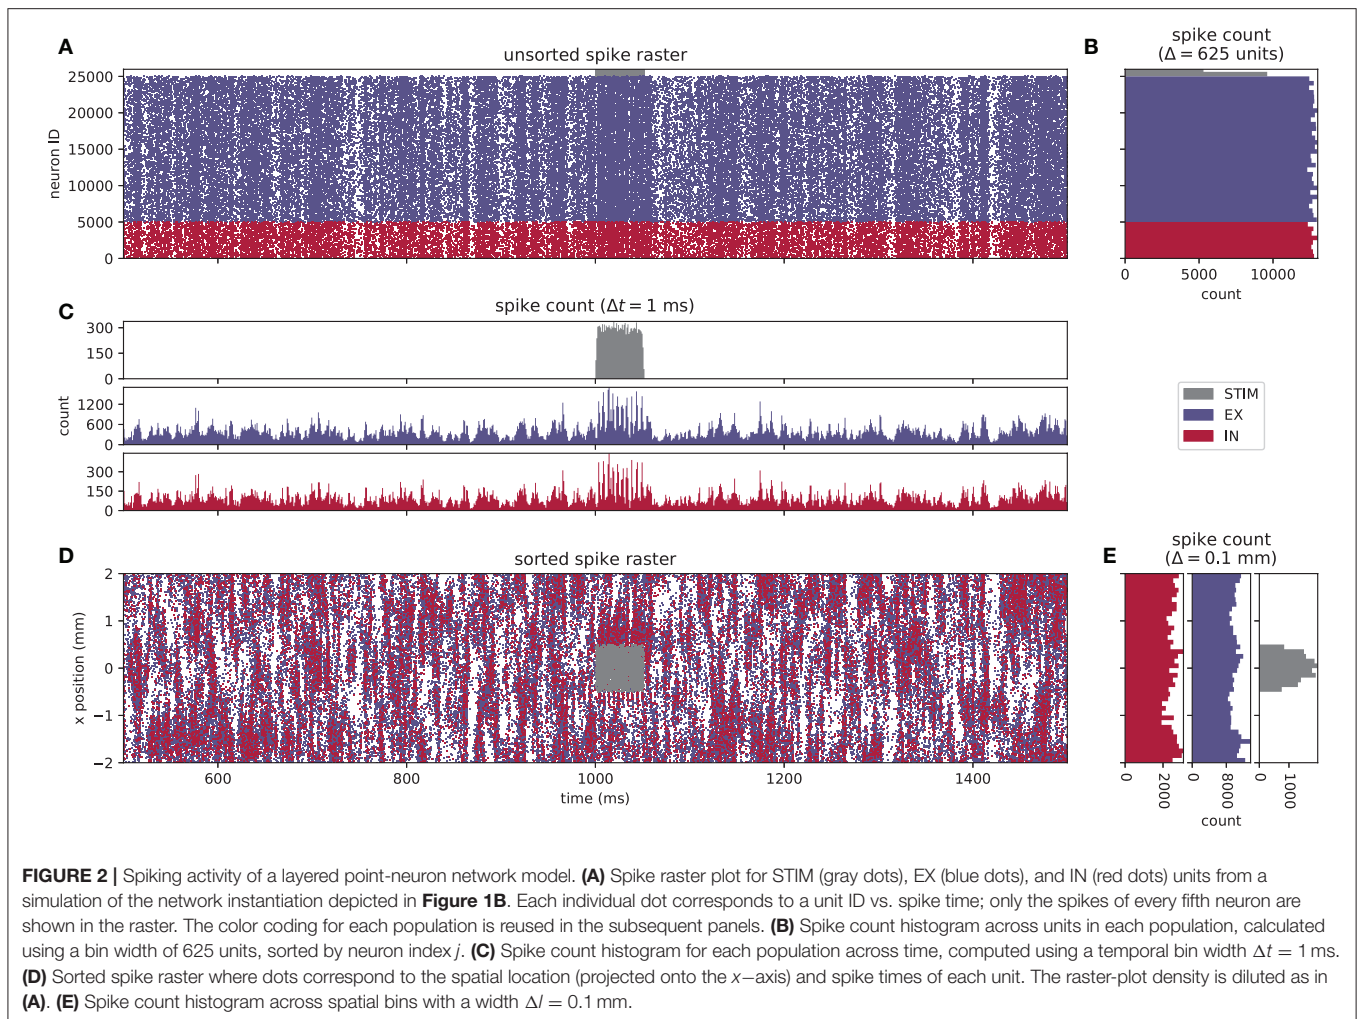 A
unsorted spike raster
25000
20000
15000
10000
5000
0
neuron ID
B
spike count
(Δ = 625 units)
0
5000
10000
count
C
spike count (Δt = 1 ms)
300
150
0
1200
600
0
300
150
0
count
STIM
EX
IN
D
sorted spike raster
2
1
0
−1
−2
x position (mm)
600
800
1000
1200
1400
time (ms)
E
spike count
(Δ = 0.1 mm)
0
2000
0
8000
0
1000
count
FIGURE 2 | Spiking activity of a layered point-neuron network model. (A) Spike raster plot for STIM (gray dots), EX (blue dots), and IN (red dots) units from a
simulation of the network instantiation depicted in Figure 1B. Each individual dot corresponds to a unit ID vs. spike time; only the spikes of every fifth neuron are
shown in the raster. The color coding for each population is reused in the subsequent panels. (B) Spike count histogram across units in each population, calculated
using a bin width of 625 units, sorted by neuron index j. (C) Spike count histogram for each population across time, computed using a temporal bin width Δt = 1 ms.
(D) Sorted spike raster where dots correspond to the spatial location (projected onto the x−axis) and spike times of each unit. The raster-plot density is diluted as in
(A). (E) Spike count histogram across spatial bins with a width Δl = 0.1 mm.